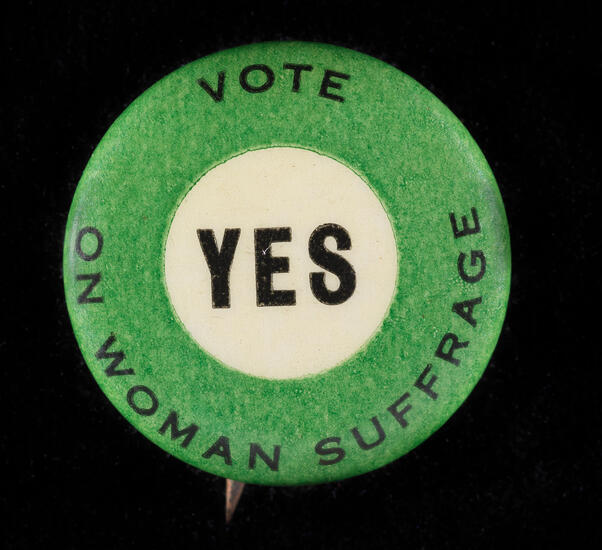 VOTE
YES
ON WOMAN SUFFRAGE